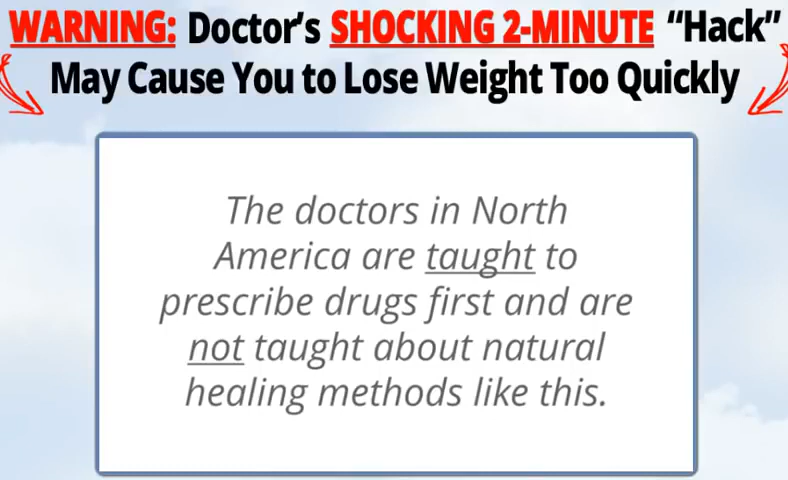 WARNING: Doctor's SHOCKING 2-MINUTE “Hack”
May Cause You to Lose Weight Too Quickly
The doctors in North
America are taught to
prescribe drugs first and are
not taught about natural
healing methods like this.